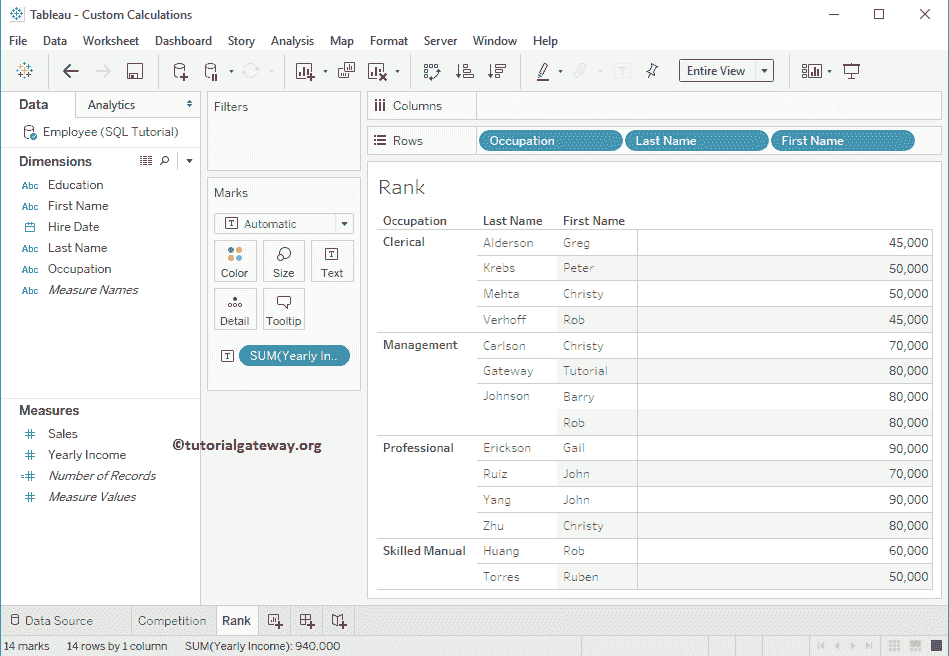 Tableau - Custom Calculations
File Data Worksheet Dashboard Story Analysis Map Format Server Window Help
Entire View
Data Analytics
Employee (SQL Tutorial)
Dimensions
Abc Education
Abc First Name
Hire Date
Abc Last Name
Abc Occupation
Abc Measure Names
Measures
Sales
Yearly Income
Number of Records
Measure Values
Filters
Marks
T Automatic
Color Size T Text
Detail Tooltip
T SUM(Yearly In..
Columns
Rows Occupation Last Name First Name
Rank
Occupation Last Name First Name
Clerical Alderson Greg 45,000
Krebs Peter 50,000
Mehta Christy 50,000
Verhoff Rob 45,000
Management Carlson Christy 70,000
Gateway Tutorial 80,000
Johnson Barry 80,000
Rob 80,000
Professional Erickson Gail 90,000
Ruiz John 70,000
Yang John 90,000
Zhu Christy 80,000
Skilled Manual Huang Rob 60,000
Torres Ruben 50,000
©tutorialgateway.org
Data Source Competition Rank
14 marks 14 rows by 1 column SUM(Yearly Income): 940,000